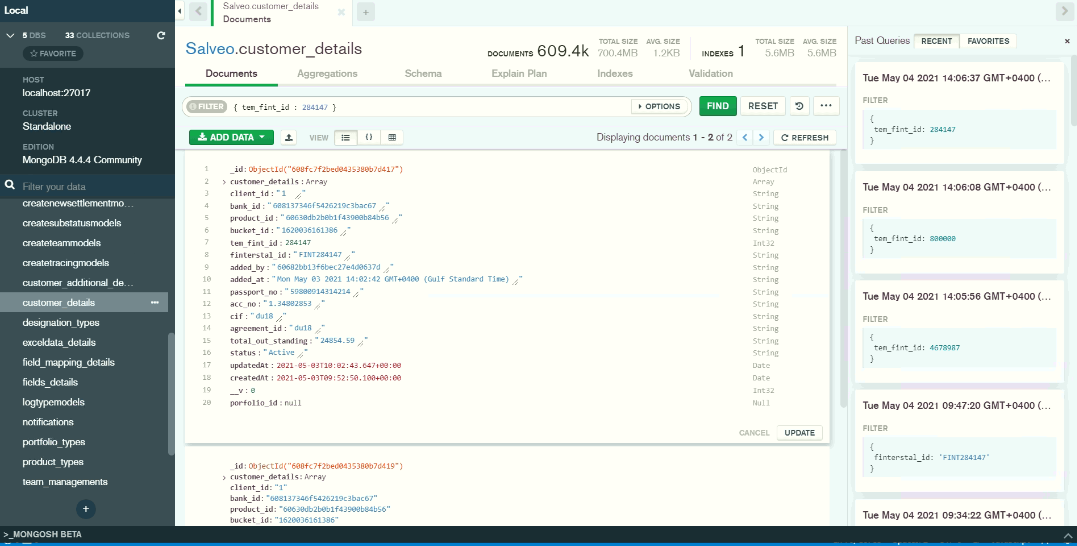 Local
5 DBS 33 COLLECTIONS
☆ FAVORITE
HOST
localhost:27017
CLUSTER
Standalone
EDITION
MongoDB 4.4.4 Community
Filter your data
createnewsettlementmo...
createsubstatusmodels
createteammodels
createtracingmodels
customer_additional_de...
customer_details ...
designation_types
exceldata_details
field_mapping_details
fields_details
logtypemodels
notifications
portfolio_types
product_types
team_managements
+
>_MONGOSH BETA
Salveo.customer_details
Documents
Salveo.customer_details
DOCUMENTS 609.4k TOTAL SIZE 700.4MB AVG. SIZE 1.2KB INDEXES 1 TOTAL SIZE 5.6MB AVG. SIZE 5.6MB
Documents Aggregations Schema Explain Plan Indexes Validation
FILTER { tem_fint_id : 284147 } OPTIONS FIND RESET ...
ADD DATA VIEW {} Displaying documents 1 - 2 of 2 REFRESH
1 _id: ObjectId("608fc7f2bed0435380b7d417") ObjectId
2 > customer_details: Array Array
3 client_id: "1 " String
4 bank_id: "608137346f5426219c3bac67 " String
5 product_id: "60630db2b0b1f43900b84b56 " String
6 bucket_id: "1620036161386 " String
7 tem_fint_id: 284147 Int32
8 finterstal_id: "FINT284147 " String
9 added_by: "60682bb13f6bec27e4d0637d " String
10 added_at: "Mon May 03 2021 14:02:42 GMT+0400 (Gulf Standard Time) " String
11 passport_no: "59800914314214 " String
12 acc_no: "1.34802853 " String
13 cif: "du18 " String
14 agreement_id: "du18 " String
15 total_out_standing: "24854.59 " String
16 status: "Active " String
17 updatedAt: 2021-05-03T10:02:43.647+00:00 Date
18 createdAt: 2021-05-03T09:52:50.100+00:00 Date
19 __v: 0 Int32
20 porfolio_id: null Null
CANCEL UPDATE
_id: ObjectId("608fc7f2bed0435380b7d419")
> customer_details: Array
client_id: "1"
bank_id: "608137346f5426219c3bac67"
product_id: "60630db2b0b1f43900b84b56"
bucket_id: "1620036161386"
Past Queries RECENT FAVORITES
Tue May 04 2021 14:06:37 GMT+0400 (...
FILTER
{
tem_fint_id: 284147
}
Tue May 04 2021 14:06:08 GMT+0400 (...
FILTER
{
tem_fint_id: 800000
}
Tue May 04 2021 14:05:56 GMT+0400 (...
FILTER
{
tem_fint_id: 4678987
}
Tue May 04 2021 09:47:20 GMT+0400 (...
FILTER
{
finterstal_id: 'FINT284147'
}
Tue May 04 2021 09:34:22 GMT+0400 (...